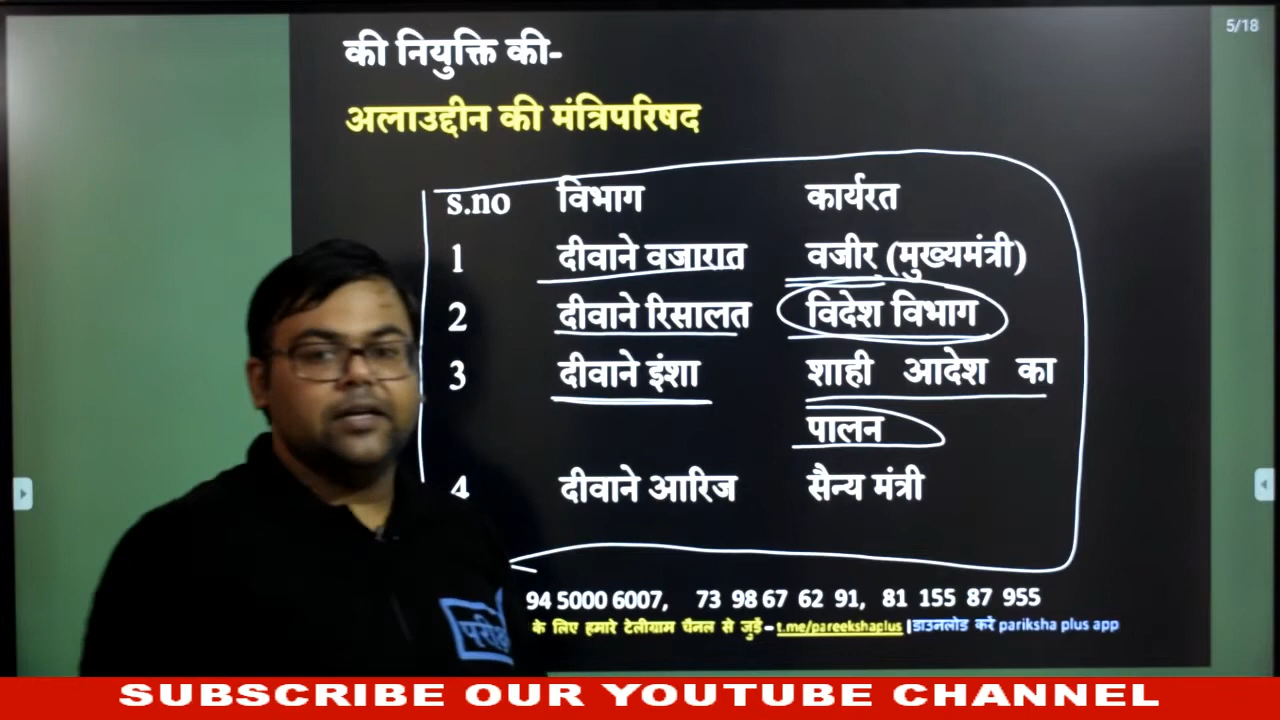 5/18
की नियुक्ति की-
अलाउद्दीन की मंत्रिपरिषद
s.no विभाग कार्यरत
1 दीवाने वजारात वजीर (मुख्यमंत्री)
2 दीवाने रिसालत विदेश विभाग
3 दीवाने इंशा शाही आदेश का
पालन
4 दीवाने आरिज सैन्य मंत्री
94 5000 6007, 73 98 67 62 91, 81 155 87 955
के लिए हमारे टेलीग्राम चैनल से जुड़ें – t.me/pareekshaplus |डाउनलोड करें pariksha plus app
SUBSCRIBE OUR YOUTUBE CHANNEL